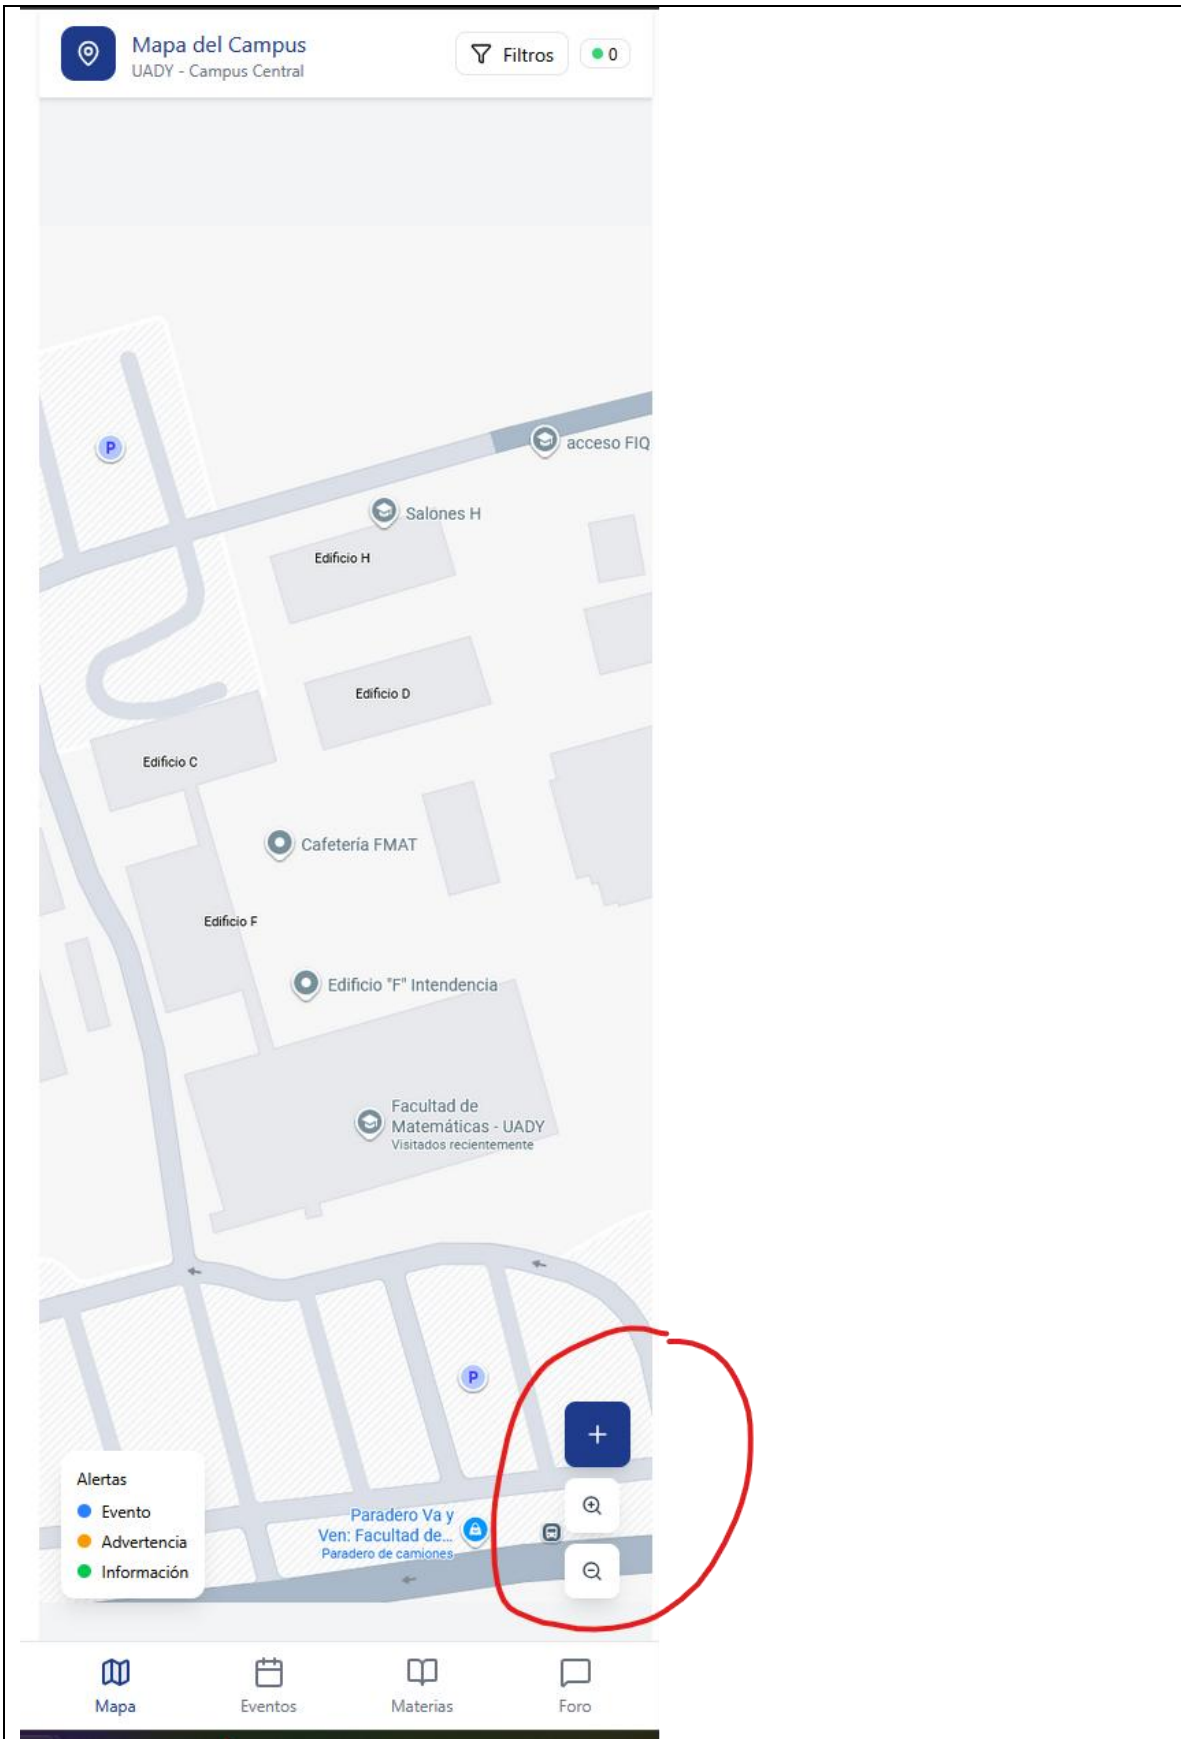 Mapa del Campus
UADY - Campus Central
Filtros
0
P
acceso FIQ
Salones H
Edificio H
Edificio D
Edificio C
Cafetería FMAT
Edificio F
Edificio "F" Intendencia
Facultad de
Matemáticas - UADY
Visitados recientemente
P
Alertas
Evento
Advertencia
Información
Paradero Va y
Ven: Facultad de...
Paradero de camiones
Mapa
Eventos
Materias
Foro